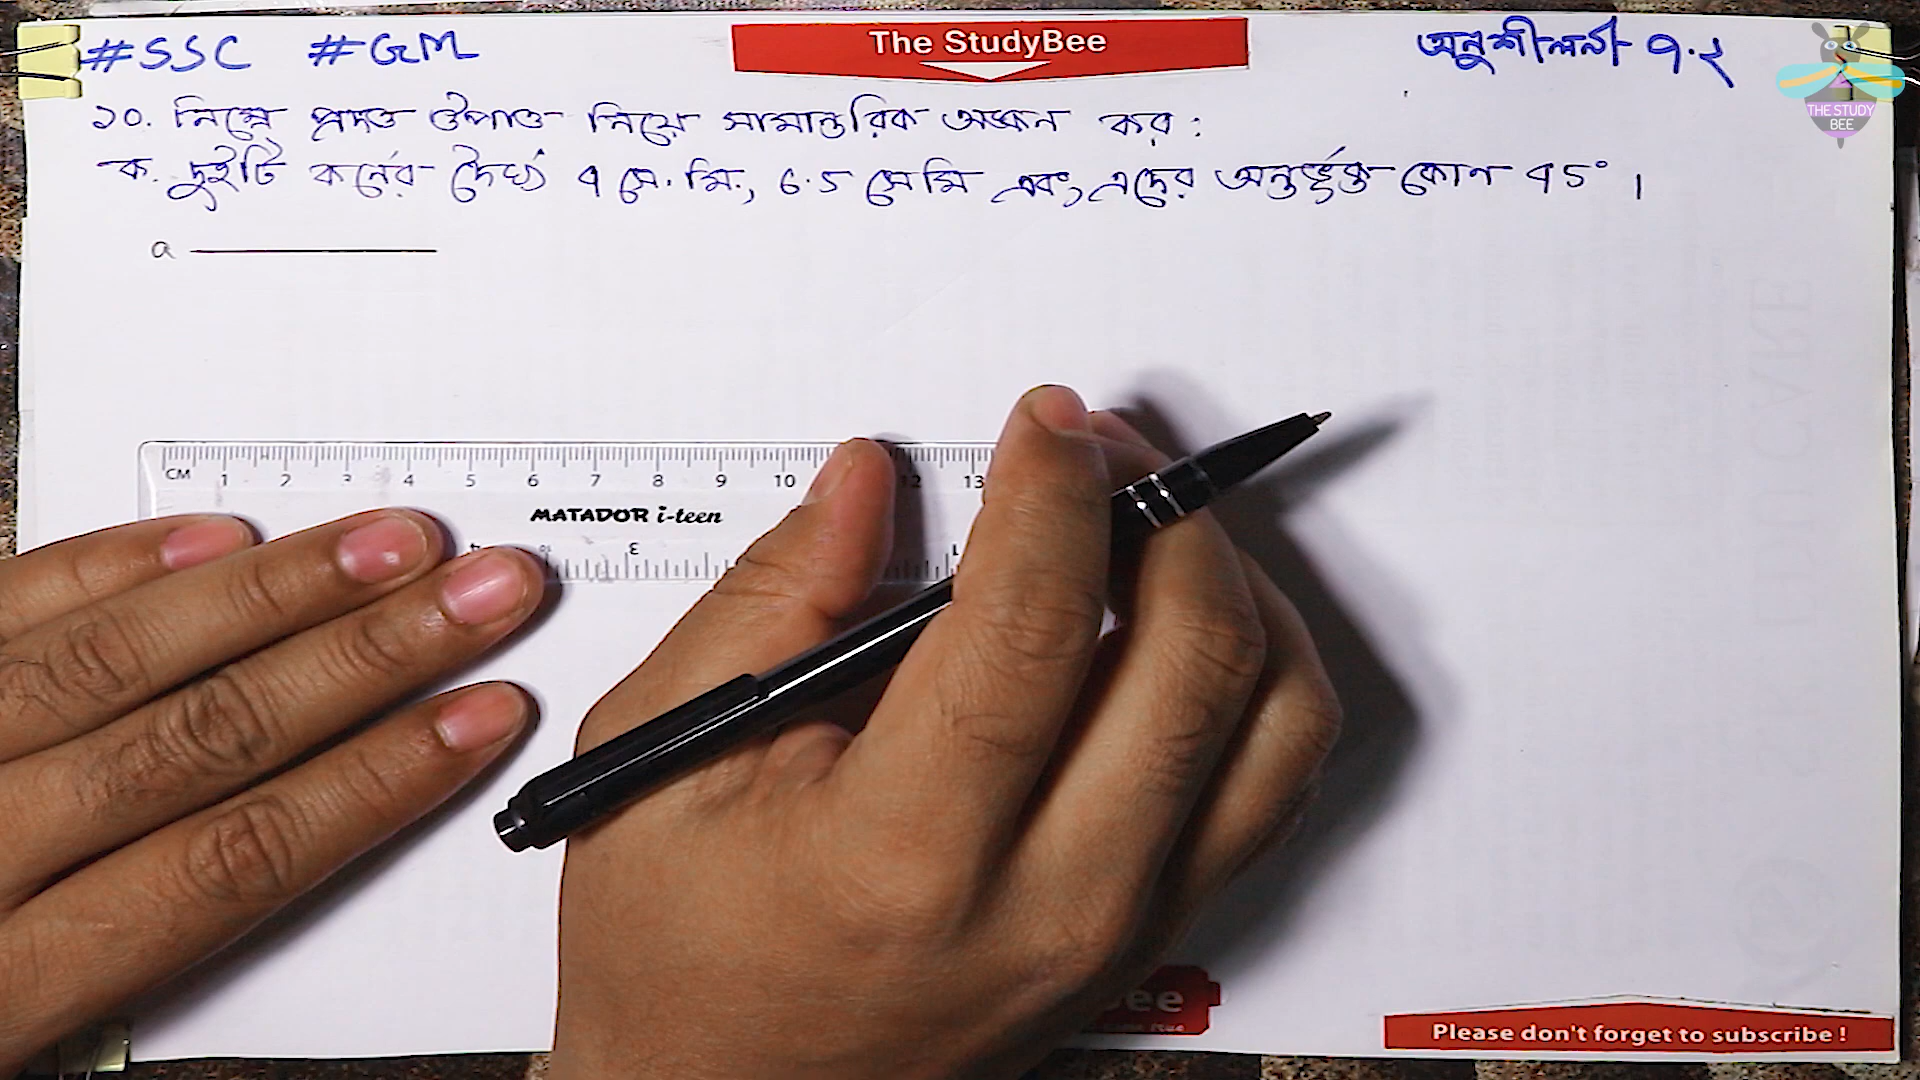 #SSC #GM
The StudyBee
অনুশীলনী ৭.২
THE STUDY
BEE
১০. নিম্নে প্রদত্ত উপাত্ত নিয়ে সামান্তরিক অঙ্কন কর:
ক. দুইটি কর্ণের দৈর্ঘ্য ৭ সে.মি., ৬.৫ সেমি এবং এদের অন্তর্ভুক্ত কোণ ৭৫° ।
a
CM 1 2 3 4 5 6 7 8 9 10 12 13
MATADOR i-teen
Bee
Please don't forget to subscribe !